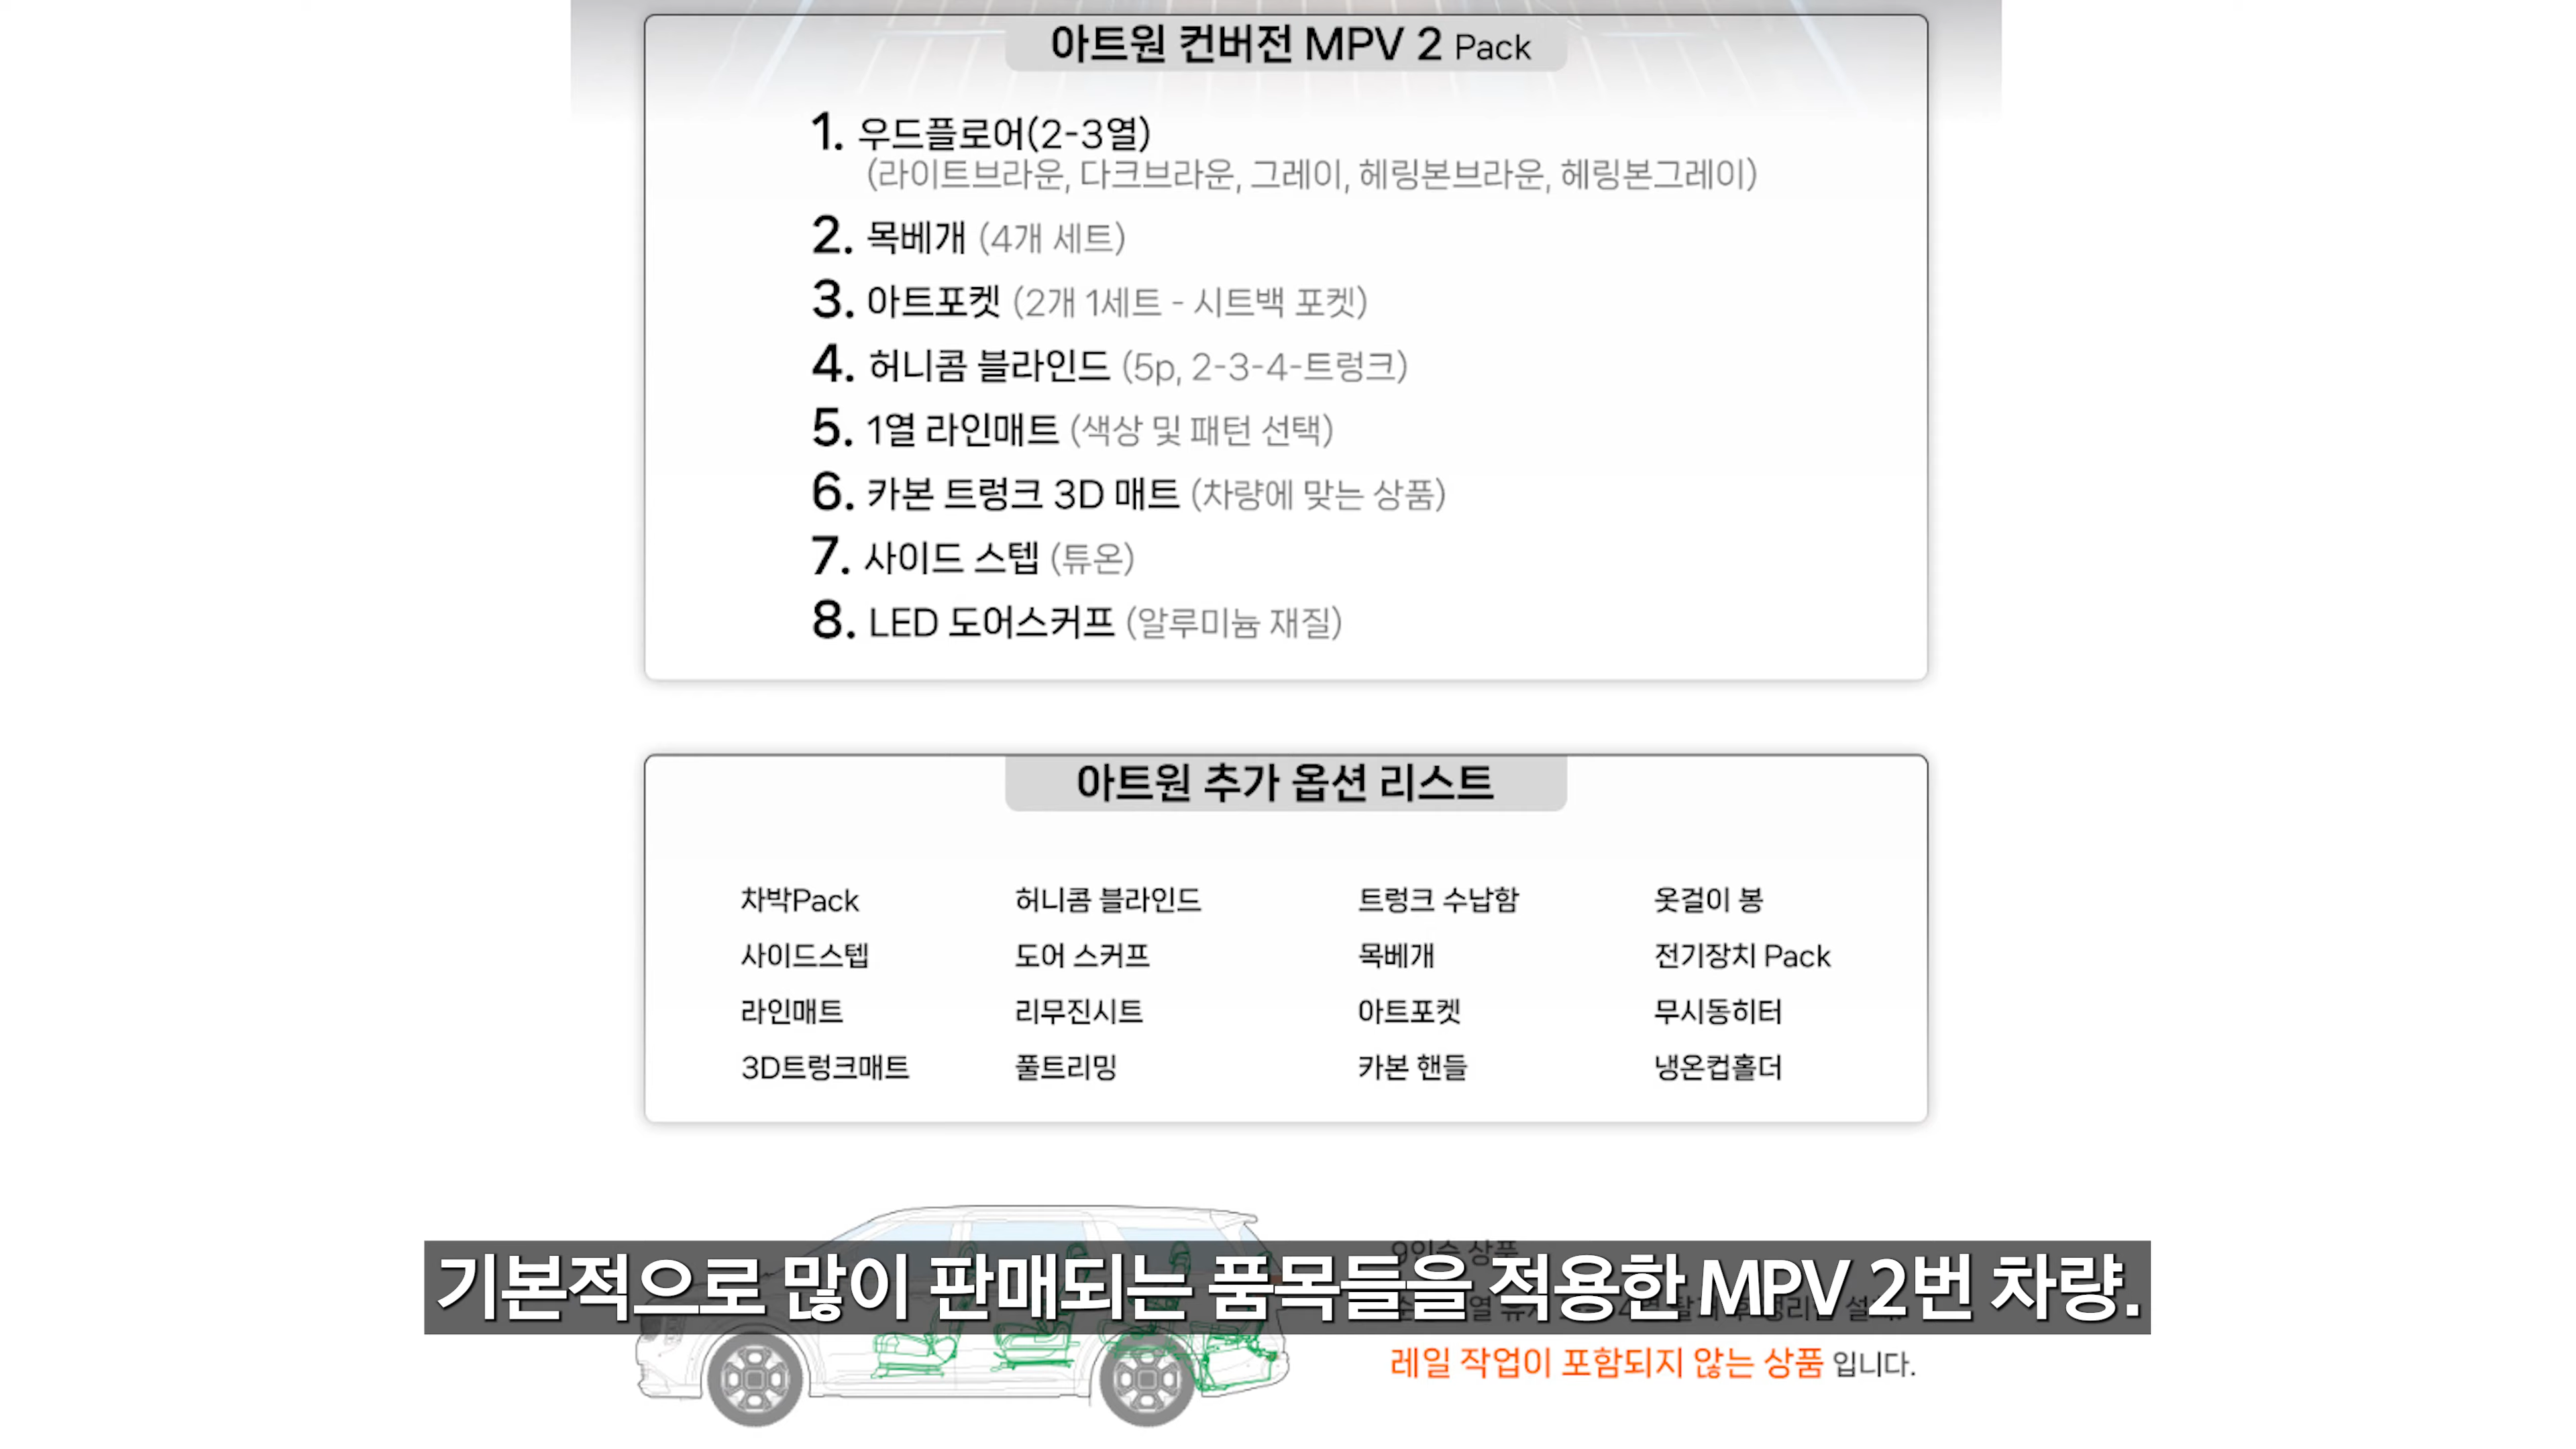 아트원 컨버전 MPV 2 Pack
1. 우드플로어(2-3열)
(라이트브라운, 다크브라운, 그레이, 헤링본브라운, 헤링본그레이)
2. 목베개 (4개 세트)
3. 아트포켓 (2개 1세트 - 시트백 포켓)
4. 허니콤 블라인드 (5p, 2-3-4-트렁크)
5. 1열 라인매트 (색상 및 패턴 선택)
6. 카본 트렁크 3D 매트 (차량에 맞는 상품)
7. 사이드 스텝 (튜온)
8. LED 도어스커프 (알루미늄 재질)
아트원 추가 옵션 리스트
차박Pack 허니콤 블라인드 트렁크 수납함 옷걸이 봉
사이드스텝 도어 스커프 목베개 전기장치 Pack
라인매트 리무진시트 아트포켓 무시동히터
3D트렁크매트 풀트리밍 카본 핸들 냉온컵홀더
9인승 상품
기본적으로 많이 판매되는 품목들을 적용한 MPV 2번 차량.
레일 작업이 포함되지 않는 상품 입니다.